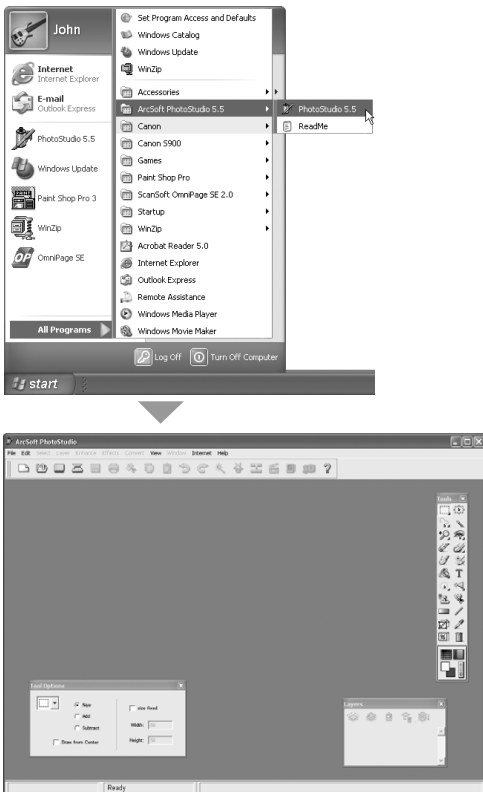 John
Internet
Internet Explorer
E-mail
Outlook Express
PhotoStudio 5.5
Windows Update
Paint Shop Pro 3
WinZip
OmniPage SE
All Programs
Set Program Access and Defaults
Windows Catalog
Windows Update
WinZip
Accessories
ArcSoft PhotoStudio 5.5
Canon
Canon S900
Games
Paint Shop Pro
ScanSoft OmniPage SE 2.0
Startup
WinZip
Acrobat Reader 5.0
Internet Explorer
Outlook Express
Remote Assistance
Windows Media Player
Windows Movie Maker
PhotoStudio 5.5
ReadMe
Log Off Turn Off Computer
start
ArcSoft PhotoStudio
File Edit Select Layer Enhance Effects Convert View Window Internet Help
Tools
Tool Options
New
Add
Subtract
Draw from Center
Size fixed
Width:
Height:
Layers
Ready